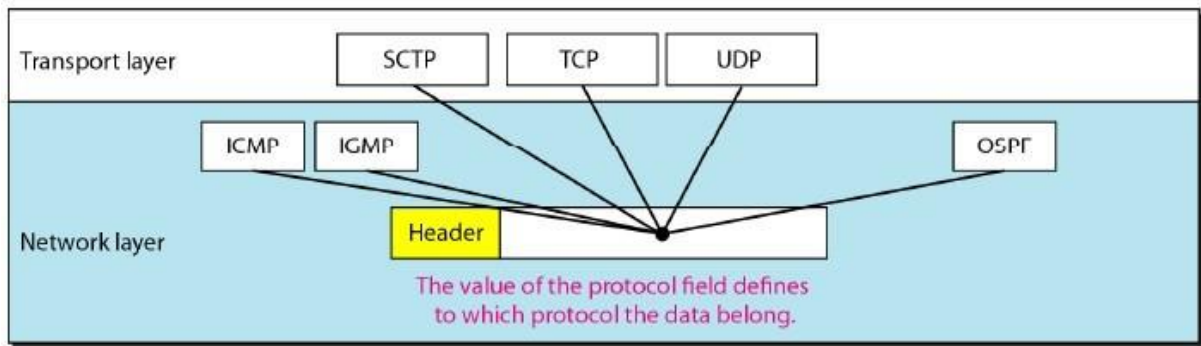 Transport layer
SCTP
TCP
UDP
ICMP
IGMP
OSPF
Network layer
Header
The value of the protocol field defines
to which protocol the data belong.